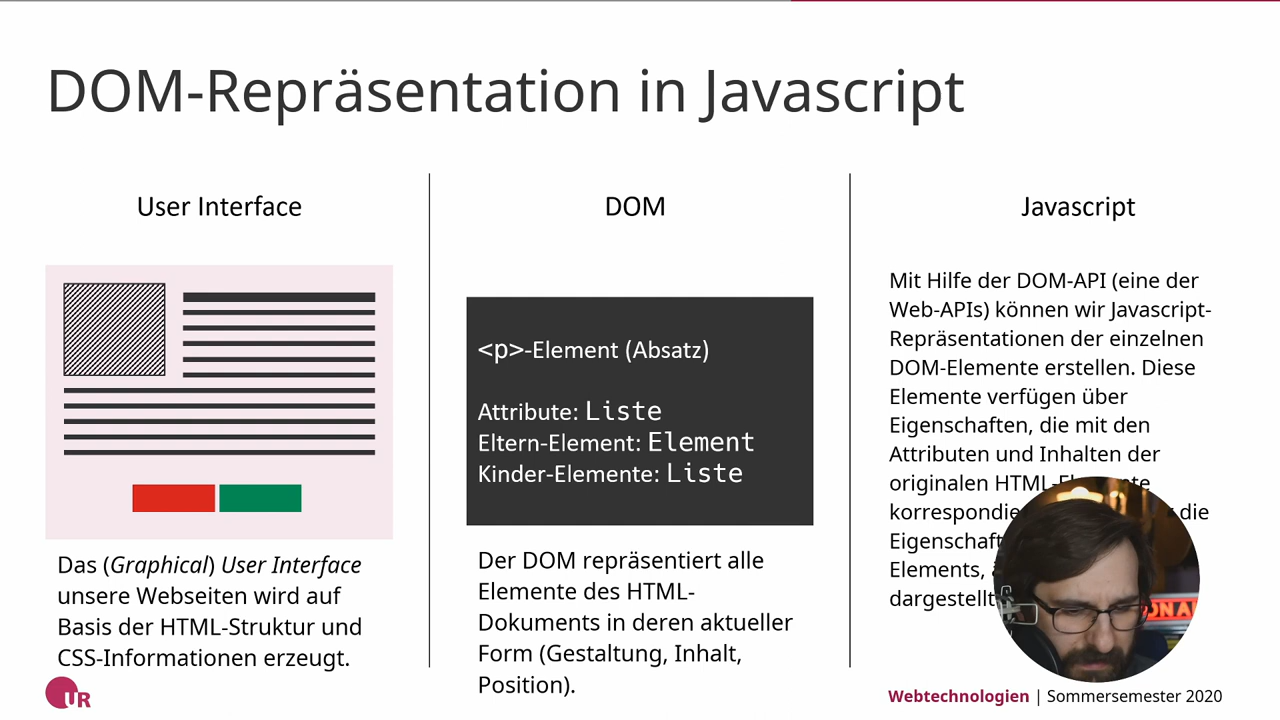 DOM-Repräsentation in Javascript
User Interface
Das (Graphical) User Interface
unsere Webseiten wird auf
Basis der HTML-Struktur und
CSS-Informationen erzeugt.
DOM
<p>-Element (Absatz)
Attribute: Liste
Eltern-Element: Element
Kinder-Elemente: Liste
Der DOM repräsentiert alle
Elemente des HTML-
Dokuments in deren aktueller
Form (Gestaltung, Inhalt,
Position).
Javascript
Mit Hilfe der DOM-API (eine der
Web-APIs) können wir Javascript-
Repräsentationen der einzelnen
DOM-Elemente erstellen. Diese
Elemente verfügen über
Eigenschaften, die mit den
Attributen und Inhalten der
originalen HTML-Elemente
die
Elements,
dargestellt
ON
UR
Webtechnologien | Sommersemester 2020